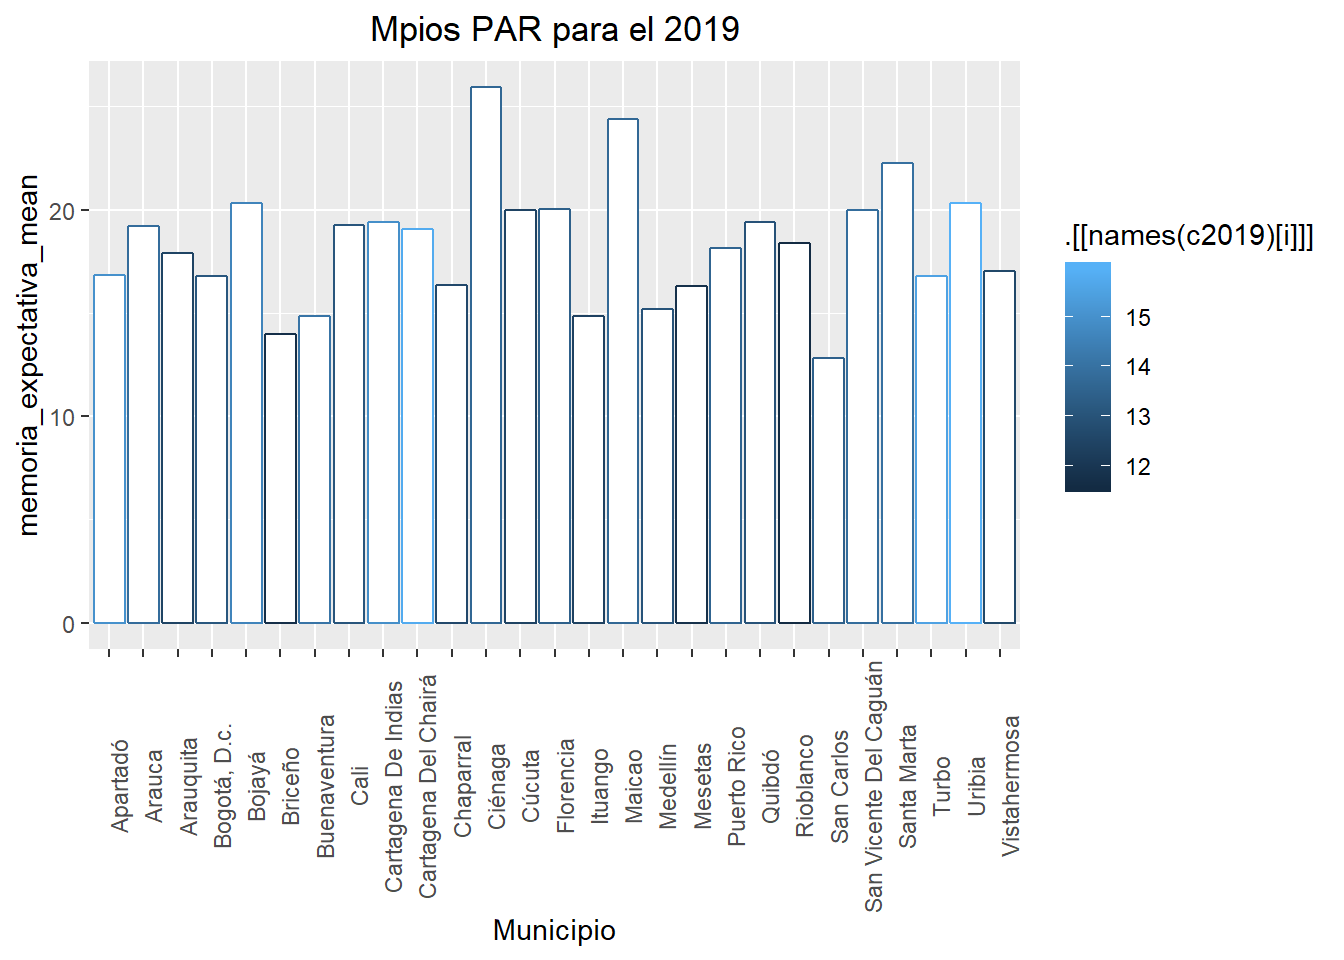 Mpios PAR para el 2019
memoria_expectativa_mean
20
10
0
Apartadó
Arauca
Arauquita
Bogotá, D.c.
Bojayá
Briceño
Buenaventura
Cali
Cartagena De Indias
Cartagena Del Chairá
Chaparral
Ciénaga
Cúcuta
Florencia
Ituango
Maicao
Medellín
Mesetas
Puerto Rico
Quibdó
Rioblanco
San Carlos
San Vicente Del Caguán
Santa Marta
Turbo
Uribia
Vistahermosa
Municipio
.[[names(c2019)[i]]]
15
14
13
12